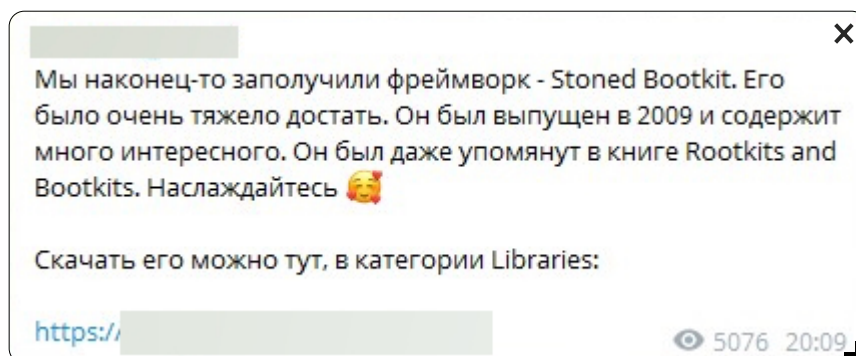 Мы наконец-то заполучили фреймворк - Stoned Bootkit. Его
было очень тяжело достать. Он был выпущен в 2009 и содержит
много интересного. Он был даже упомянут в книге Rootkits and
Bootkits. Наслаждайтесь 🥰
Скачать его можно тут, в категории Libraries:
https://
5076 20:09